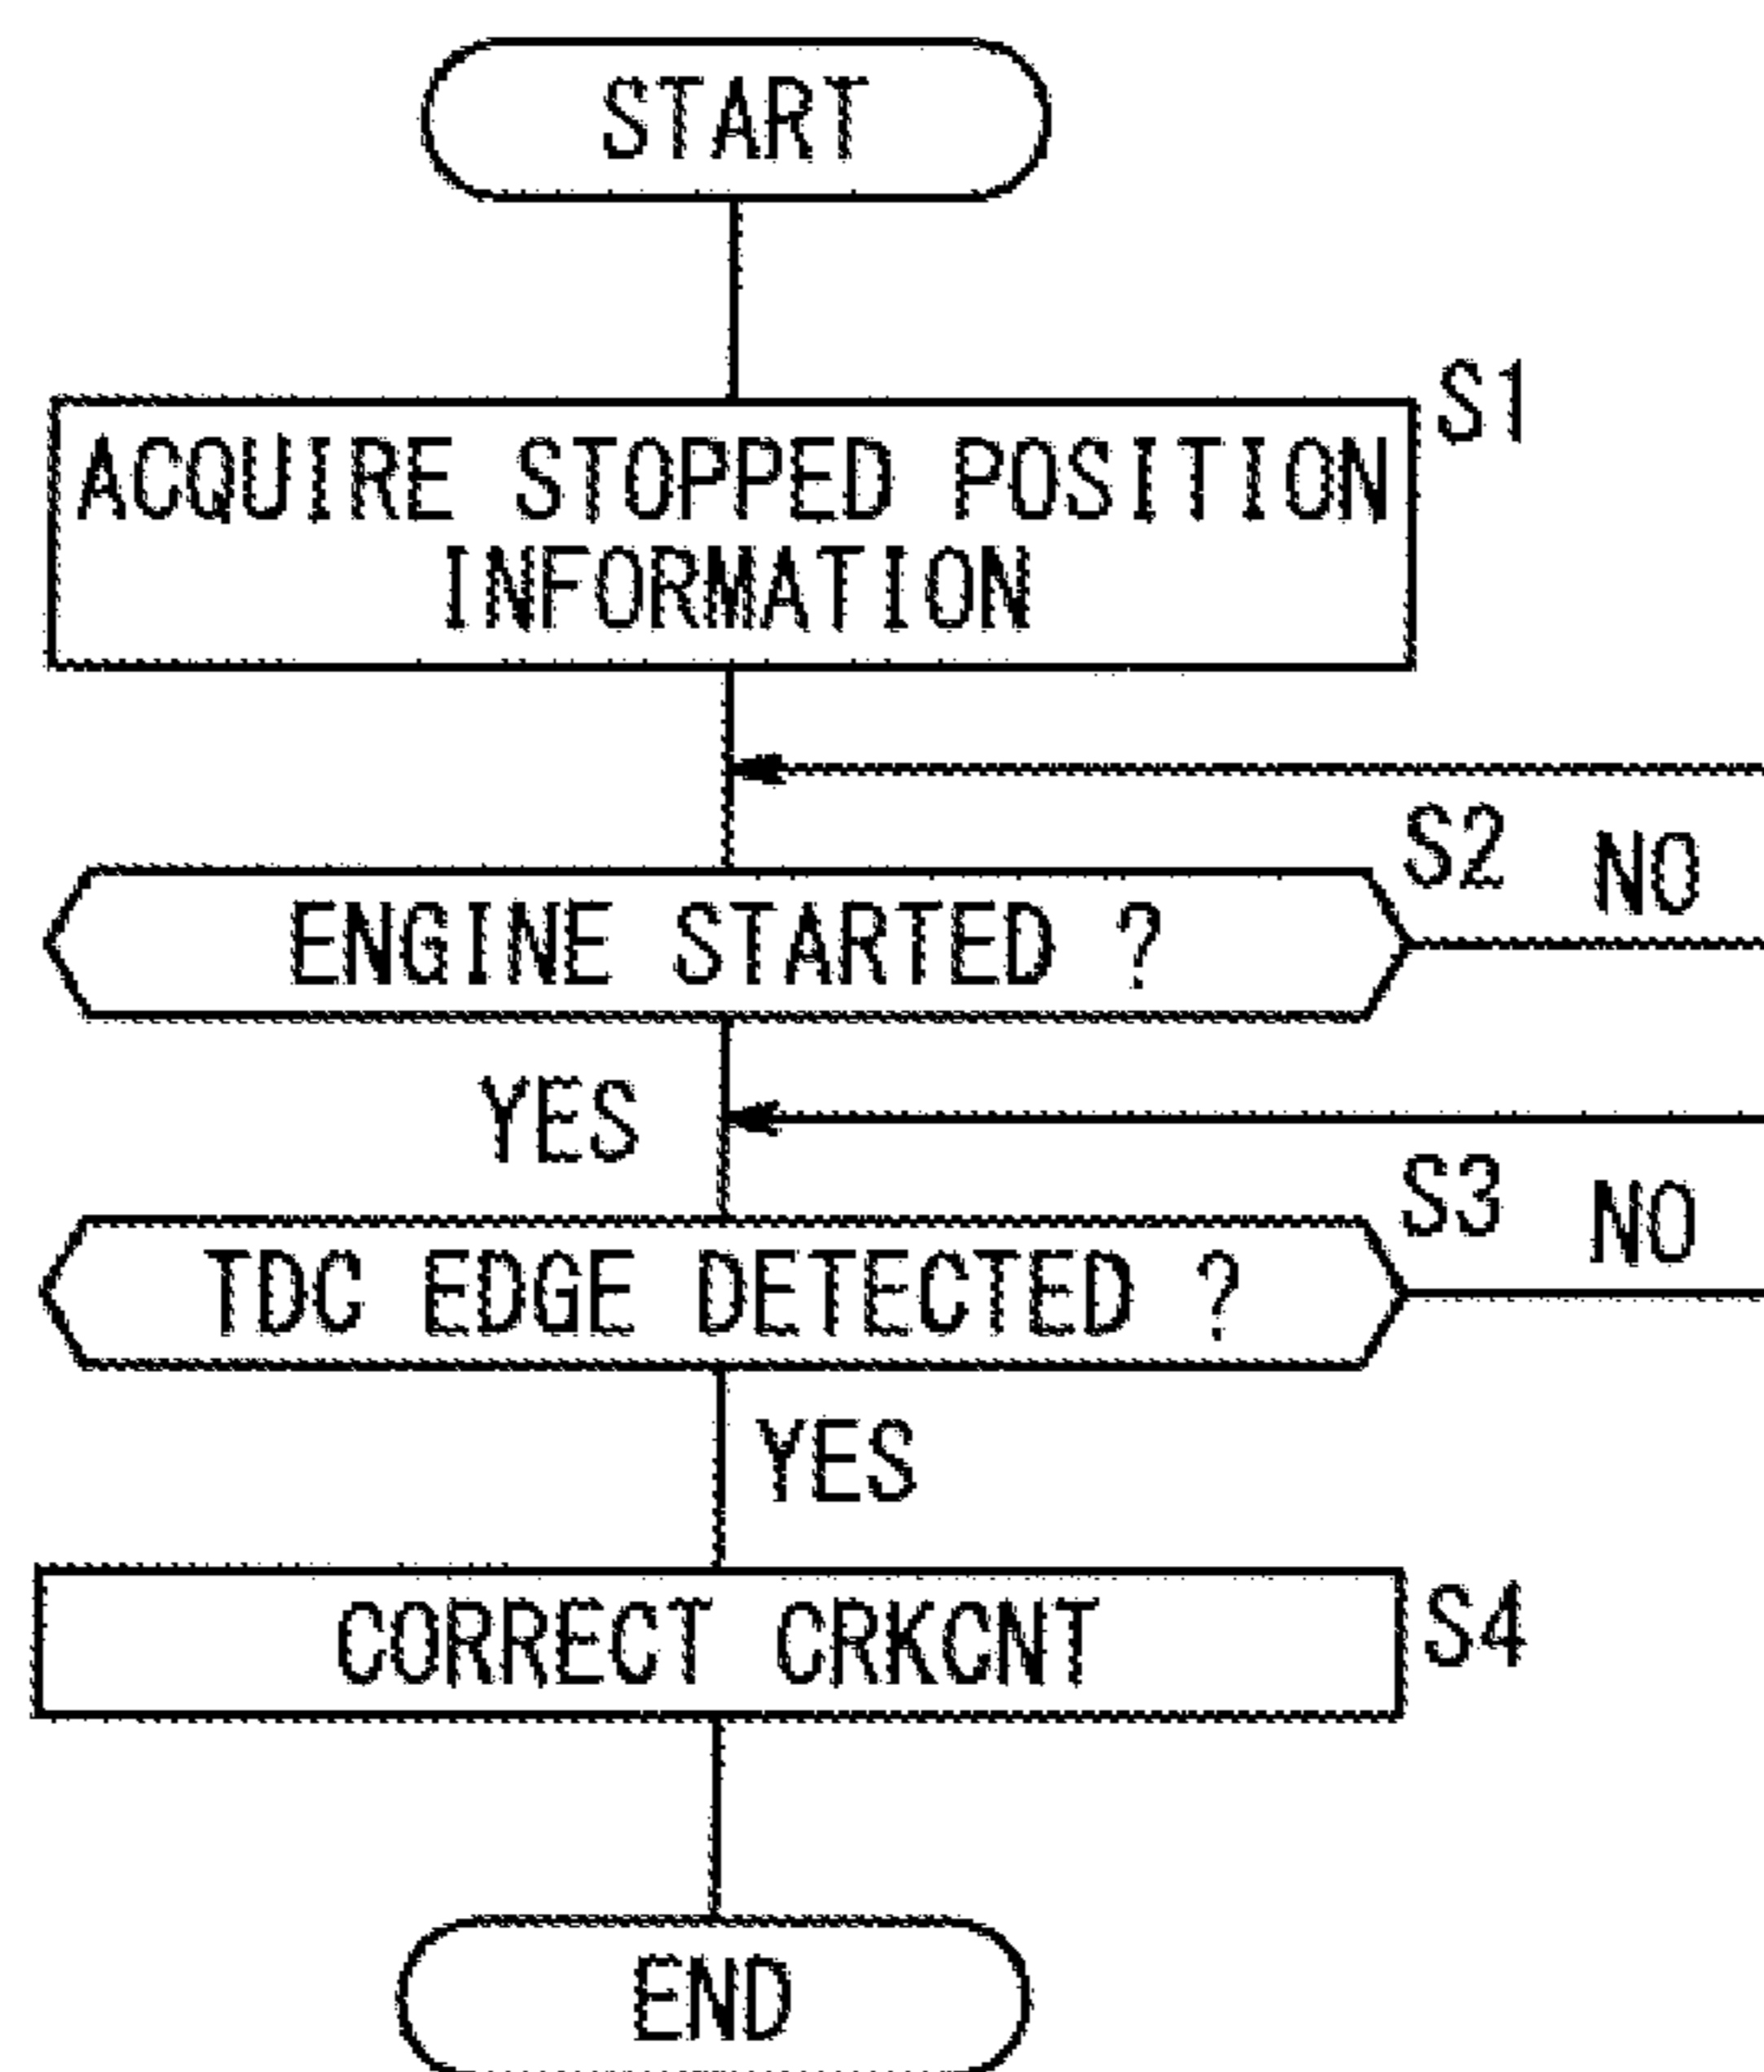 START
S1
ACQUIRE STOPPED POSITION
INFORMATION
S2 NO
ENGINE STARTED ?
YES
S3 NO
TDC EDGE DETECTED ?
YES
CORRECT CRKCNT
S4
END